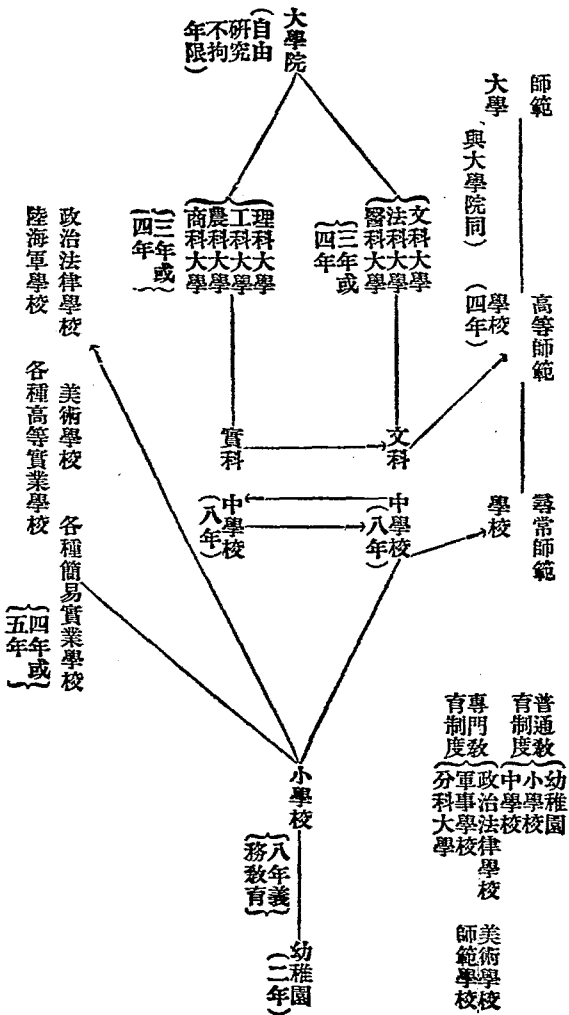 師範
大學
︵與大學院同︶
高等師範
學校
︵四年︶
尋常師範
學校
大學院
(自由
研究
不拘
年限)
文科大學
法科大學
醫科大學
三年或
四年
理科大學
工科大學
農科大學
商科大學
三年或
四年
文科
中學校
(八年)
實科
中學校
(八年)
政治法律學校 美術學校 各種簡易實業學校
陸海軍學校 各種高等實業學校
四年或
五年
小學校
八年義
務教育
幼稚園
(二年)
普通教
育制度
幼稚園
小學校
中學校
專門教
育制度
政治法律學校 美術學校
軍事學校 師範學校
分科大學